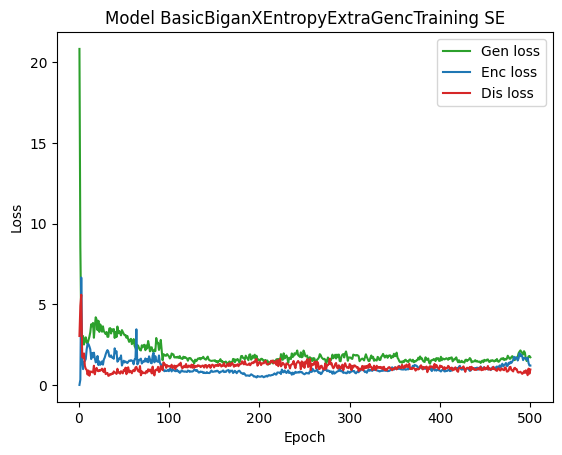 Model BasicBiganXEntropyExtraGencTraining SE
Gen loss
Enc loss
Dis loss
20
15
10
5
0
Loss
0 100 200 300 400 500
Epoch